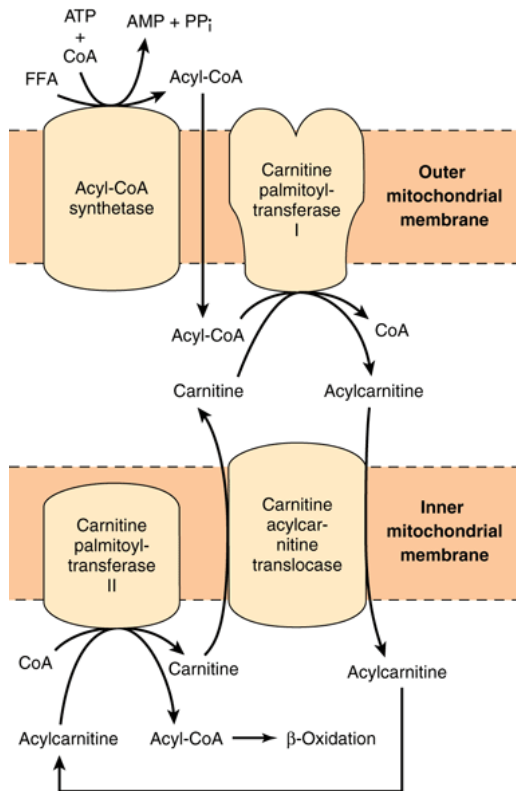 ATP
+
CoA
AMP + PPi
FFA
Acyl-CoA
Acyl-CoA
synthetase
Carnitine
palmitoyl-
transferase
I
Outer
mitochondrial
membrane
Acyl-CoA
CoA
Carnitine
Acylcarnitine
Carnitine
palmitoyl-
transferase
II
Carnitine
acylcar-
nitine
translocase
Inner
mitochondrial
membrane
CoA
Carnitine
Acylcarnitine
Acylcarnitine
Acyl-CoA
β-Oxidation